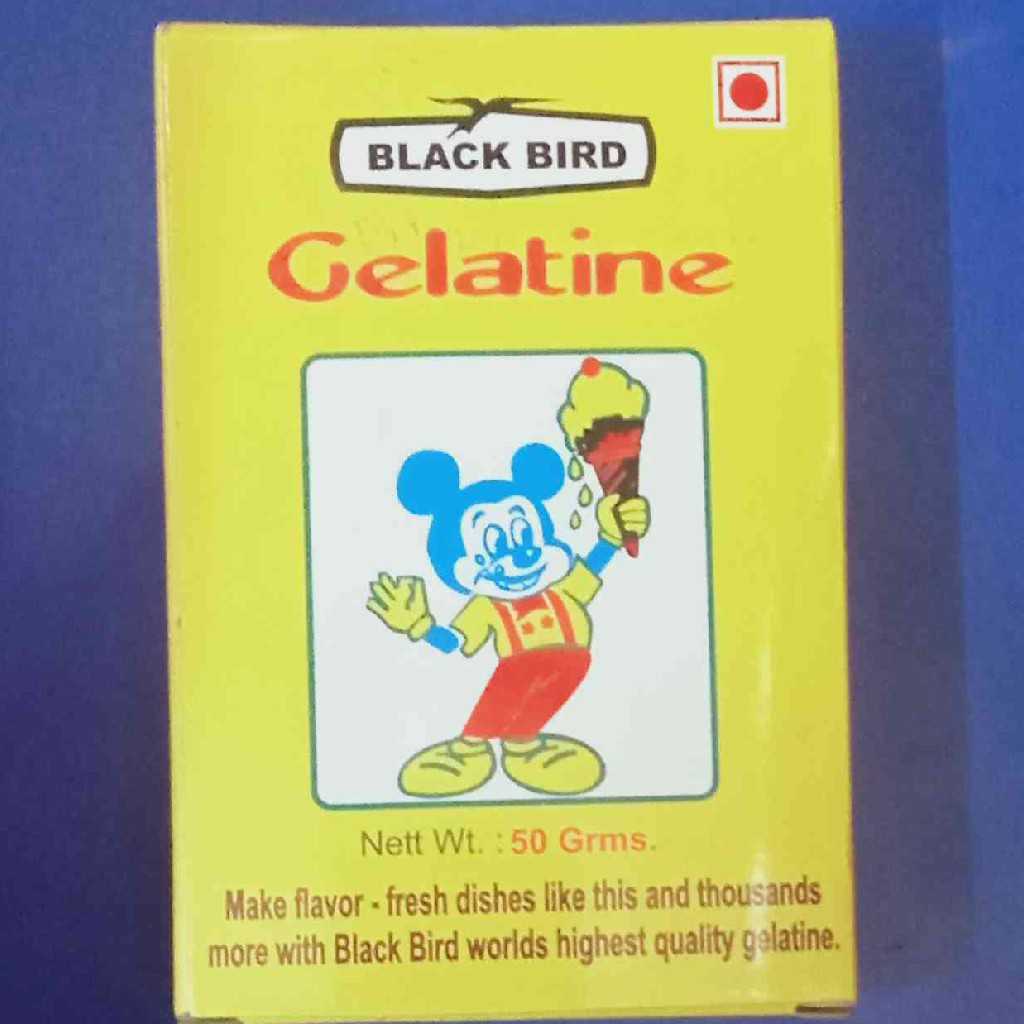 BLACK BIRD
Gelatine
Nett Wt. : 50 Grms.
Make flavor - fresh dishes like this and thousands
more with Black Bird worlds highest quality gelatine.